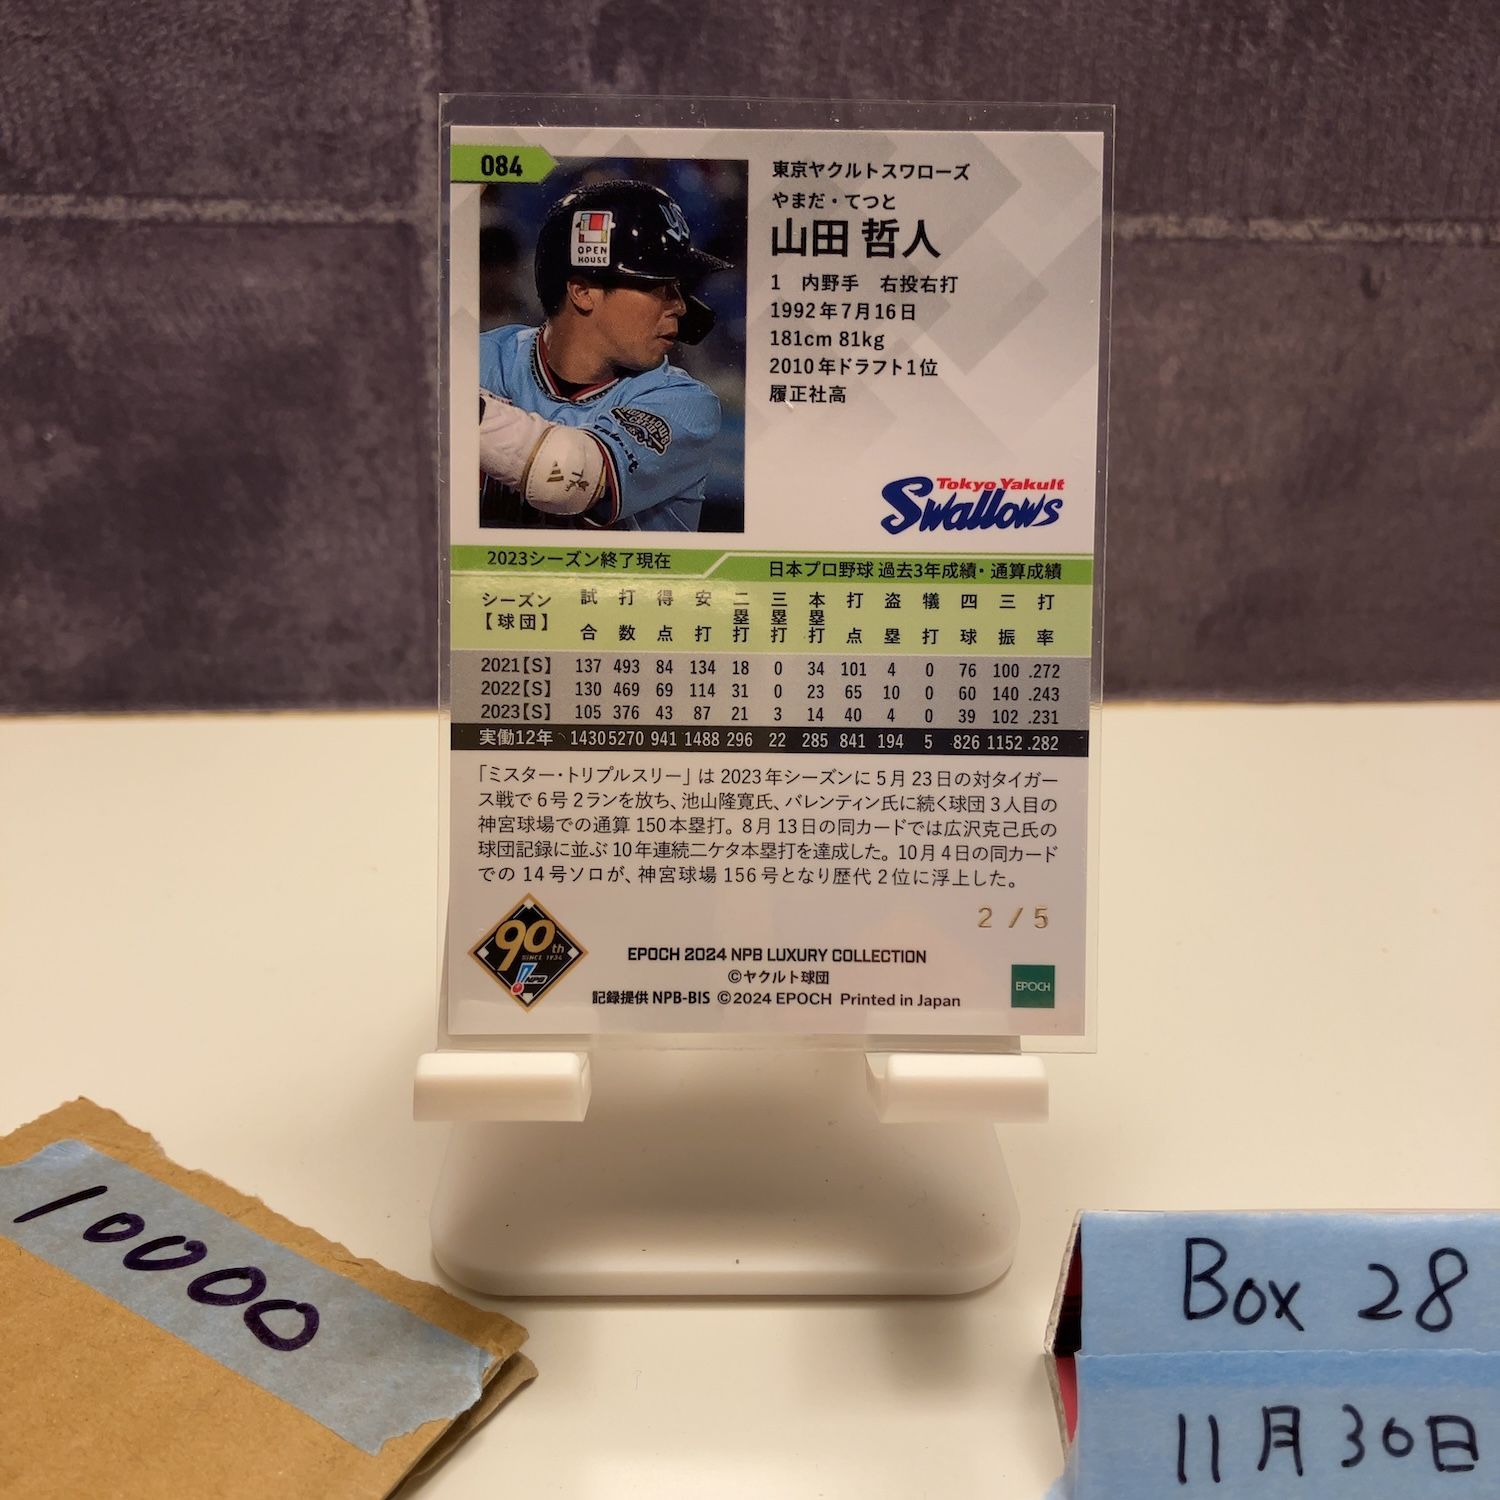 084
OPEN
HOUSE
東京ヤクルトスワローズ
やまだ・てつと
山田 哲人
1 内野手 右投右打
1992年7月16日
181cm 81kg
2010年ドラフト1位
履正社高
Tokyo Yakult
Swallows
2023シーズン終了現在
日本プロ野球 過去3年成績・通算成績
シーズン【球団】 試合 打数 得点 安打 二塁打 三塁打 本塁打 打点 盗塁 犠打 四球 三振 打率
2021【S】 137 493 84 134 18 0 34 101 4 0 76 100 .272
2022【S】 130 469 69 114 31 0 23 65 10 0 60 140 .243
2023【S】 105 376 43 87 21 3 14 40 4 0 39 102 .231
実働12年 1430 5270 941 1488 296 22 285 841 194 5 826 1152 .282
「ミスター・トリプルスリー」は2023年シーズンに5月23日の対タイガー
ス戦で6号2ランを放ち、池山隆寛氏、バレンティン氏に続く球団3人目の
神宮球場での通算150本塁打。8月13日の同カードでは広沢克己氏の
球団記録に並ぶ10年連続二ケタ本塁打を達成した。10月4日の同カード
での14号ソロが、神宮球場156号となり歴代2位に浮上した。
2 / 5
90th
SINCE 1934
NPB
EPOCH 2024 NPB LUXURY COLLECTION
©ヤクルト球団
記録提供 NPB-BIS ©2024 EPOCH Printed in Japan
EPOCH
10000
Box 28
11月30日